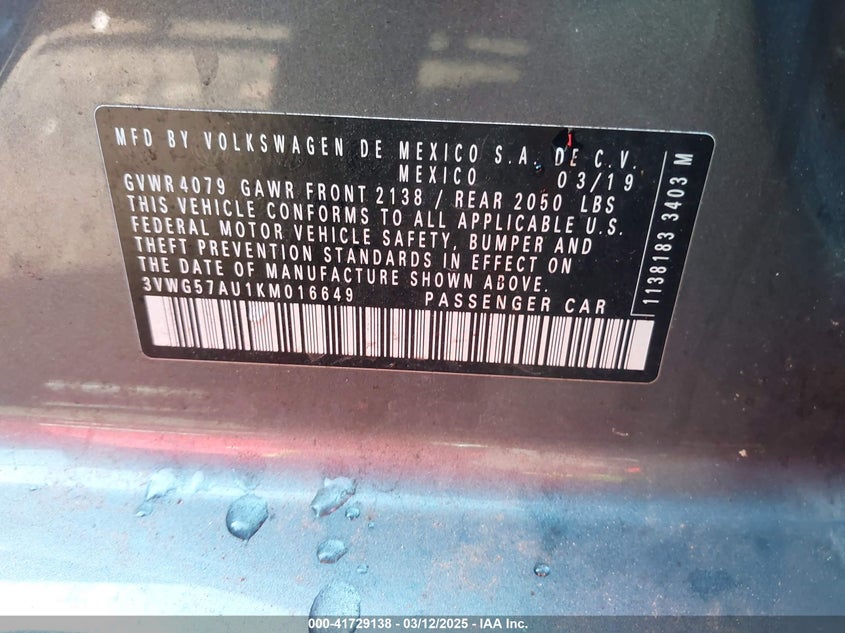 MFD BY VOLKSWAGEN DE MEXICO S.A. DE C.V.
MEXICO 03/19
GVWR 4079 GAWR FRONT 2138 / REAR 2050 LBS
THIS VEHICLE CONFORMS TO ALL APPLICABLE U.S.
FEDERAL MOTOR VEHICLE SAFETY, BUMPER AND
THEFT PREVENTION STANDARDS IN EFFECT ON
THE DATE OF MANUFACTURE SHOWN ABOVE.
3VWG57AU1KM016649 PASSENGER CAR
1138183 3403 M
000-41729138 - 03/12/2025 - IAA Inc.